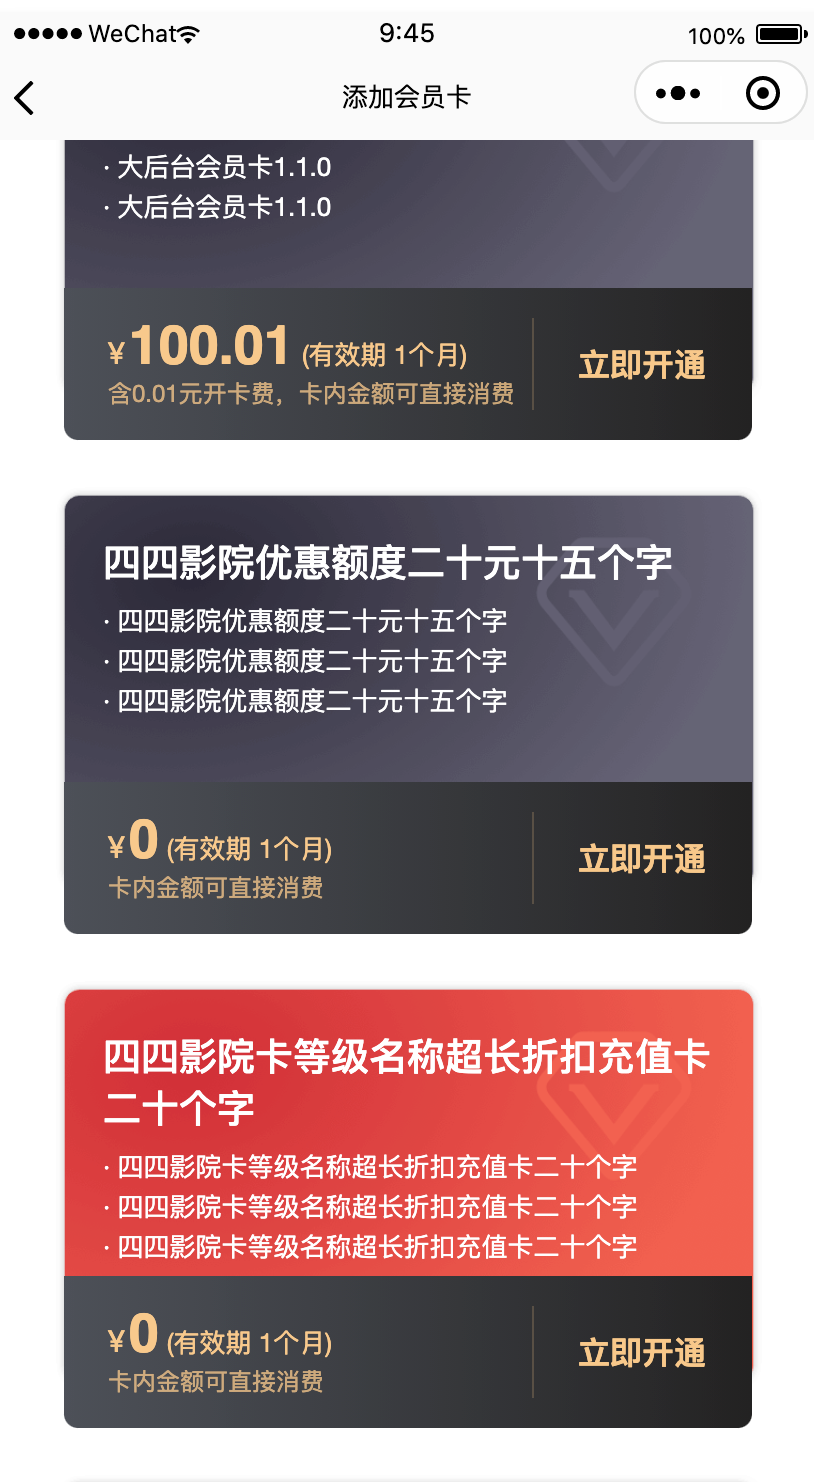 WeChat 9:45 100%
添加会员卡
· 大后台会员卡1.1.0
· 大后台会员卡1.1.0
¥100.01 (有效期 1个月)
含0.01元开卡费，卡内金额可直接消费
立即开通
四四影院优惠额度二十元十五个字
· 四四影院优惠额度二十元十五个字
· 四四影院优惠额度二十元十五个字
· 四四影院优惠额度二十元十五个字
¥0 (有效期 1个月)
卡内金额可直接消费
立即开通
四四影院卡等级名称超长折扣充值卡
二十个字
· 四四影院卡等级名称超长折扣充值卡二十个字
· 四四影院卡等级名称超长折扣充值卡二十个字
· 四四影院卡等级名称超长折扣充值卡二十个字
¥0 (有效期 1个月)
卡内金额可直接消费
立即开通